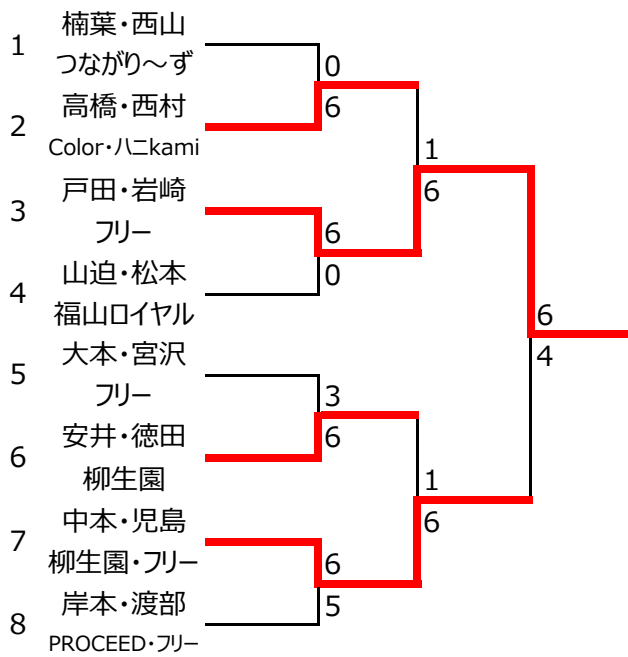 1
楠葉・西山
つながり～ず
0
6
2
高橋・西村
Color・ハニkami
1
6
3
戸田・岩崎
フリー
6
0
4
山迫・松本
福山ロイヤル
6
4
5
大本・宮沢
フリー
3
6
6
安井・徳田
柳生園
1
6
7
中本・児島
柳生園・フリー
6
5
8
岸本・渡部
PROCEED・フリー